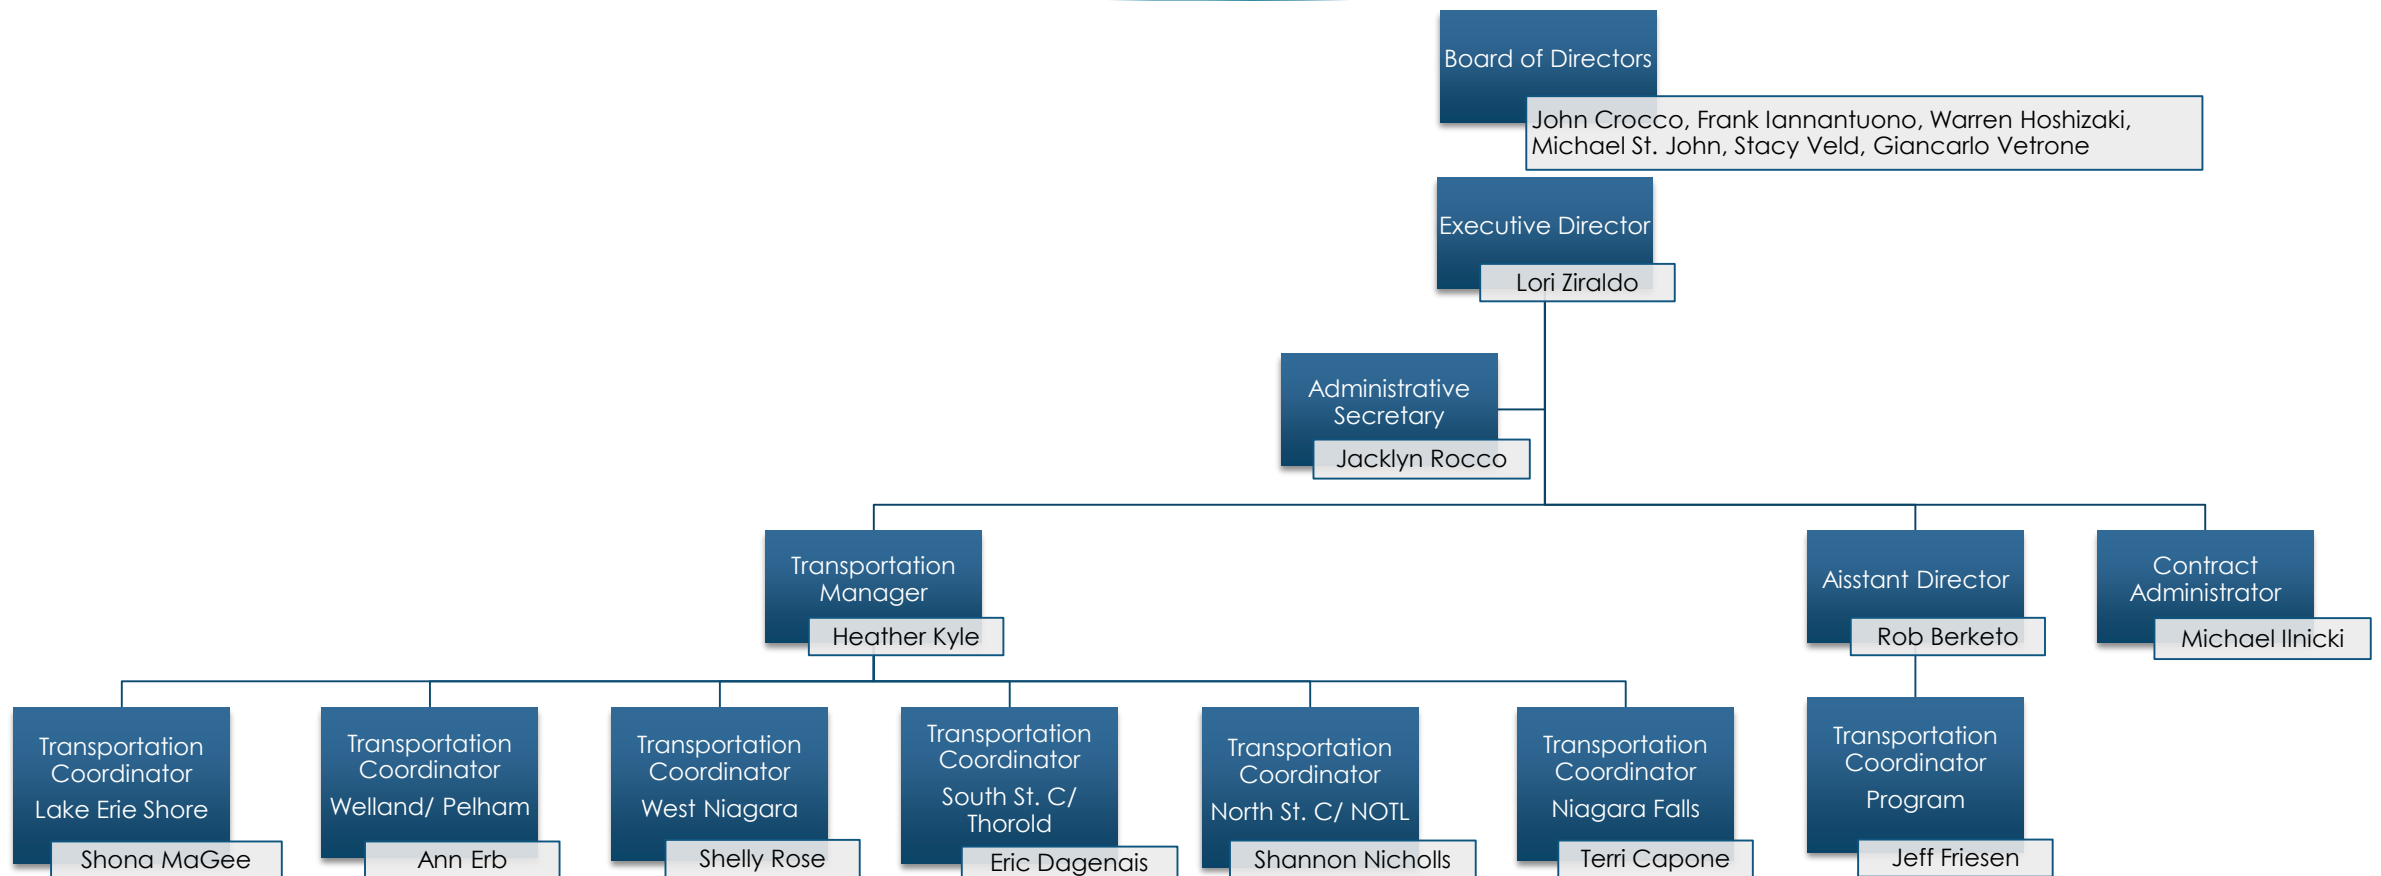 Board of Directors
John Crocco, Frank Iannantuono, Warren Hoshizaki,
Michael St. John, Stacy Veld, Giancarlo Vetrone
Executive Director
Lori Ziraldo
Administrative
Secretary
Jacklyn Rocco
Transportation
Manager
Heather Kyle
Aisstant Director
Rob Berketo
Contract
Administrator
Michael Ilnicki
Transportation
Coordinator
Lake Erie Shore
Shona MaGee
Transportation
Coordinator
Welland/ Pelham
Ann Erb
Transportation
Coordinator
West Niagara
Shelly Rose
Transportation
Coordinator
South St. C/
Thorold
Eric Dagenais
Transportation
Coordinator
North St. C/ NOTL
Shannon Nicholls
Transportation
Coordinator
Niagara Falls
Terri Capone
Transportation
Coordinator
Program
Jeff Friesen